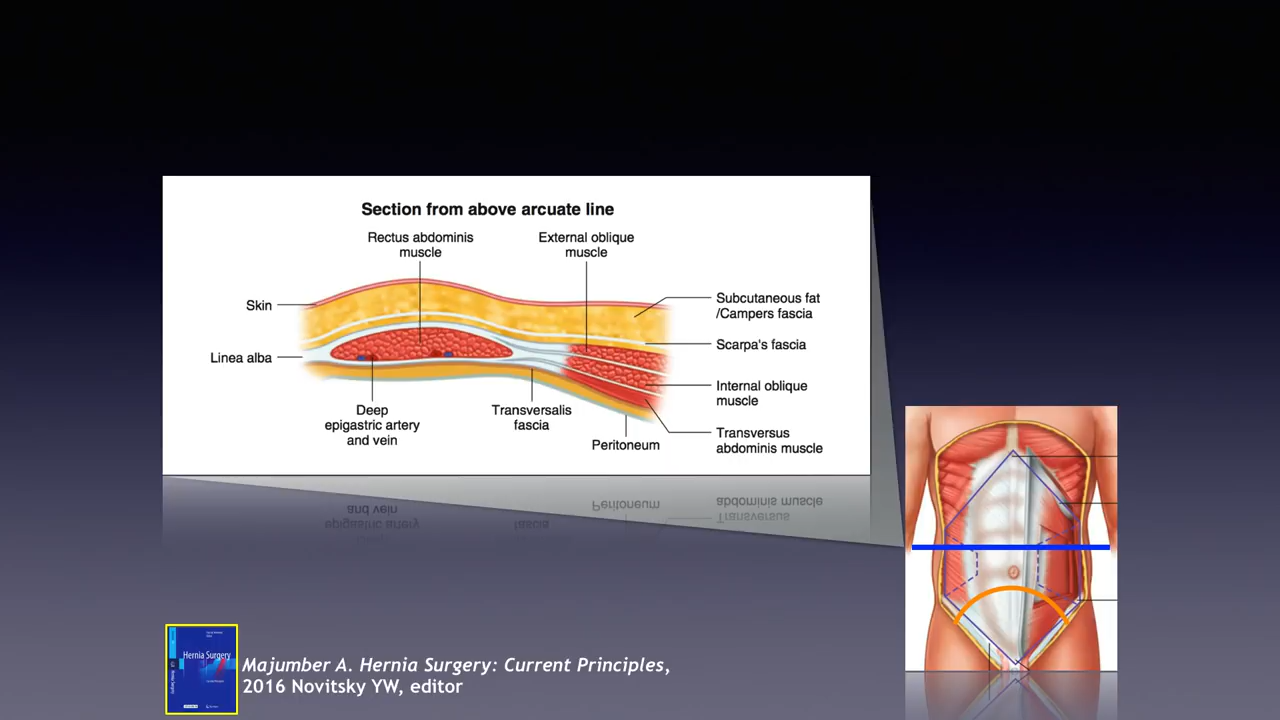 Section from above arcuate line
Rectus abdominis
muscle
External oblique
muscle
Skin
Subcutaneous fat
/Campers fascia
Scarpa's fascia
Linea alba
Internal oblique
muscle
Deep
epigastric artery
and vein
Transversalis
fascia
Peritoneum
Transversus
abdominis muscle
Hernia Surgery
Majumber A. Hernia Surgery: Current Principles,
2016 Novitsky YW, editor